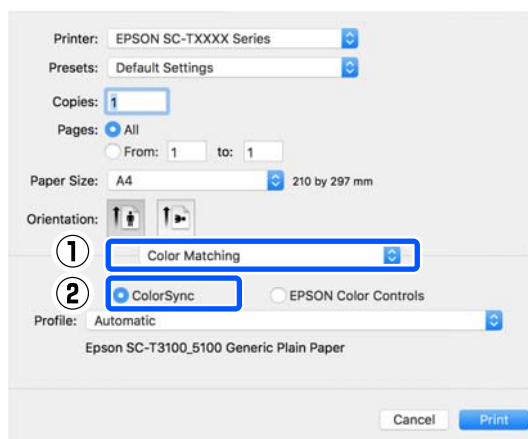 Printer: EPSON SC-TXXXX Series
Presets: Default Settings
Copies: 1
Pages: All
From: 1 to: 1
Paper Size: A4 210 by 297 mm
Orientation:
① Color Matching
② ColorSync EPSON Color Controls
Profile: Automatic
Epson SC-T3100_5100 Generic Plain Paper
Cancel Print